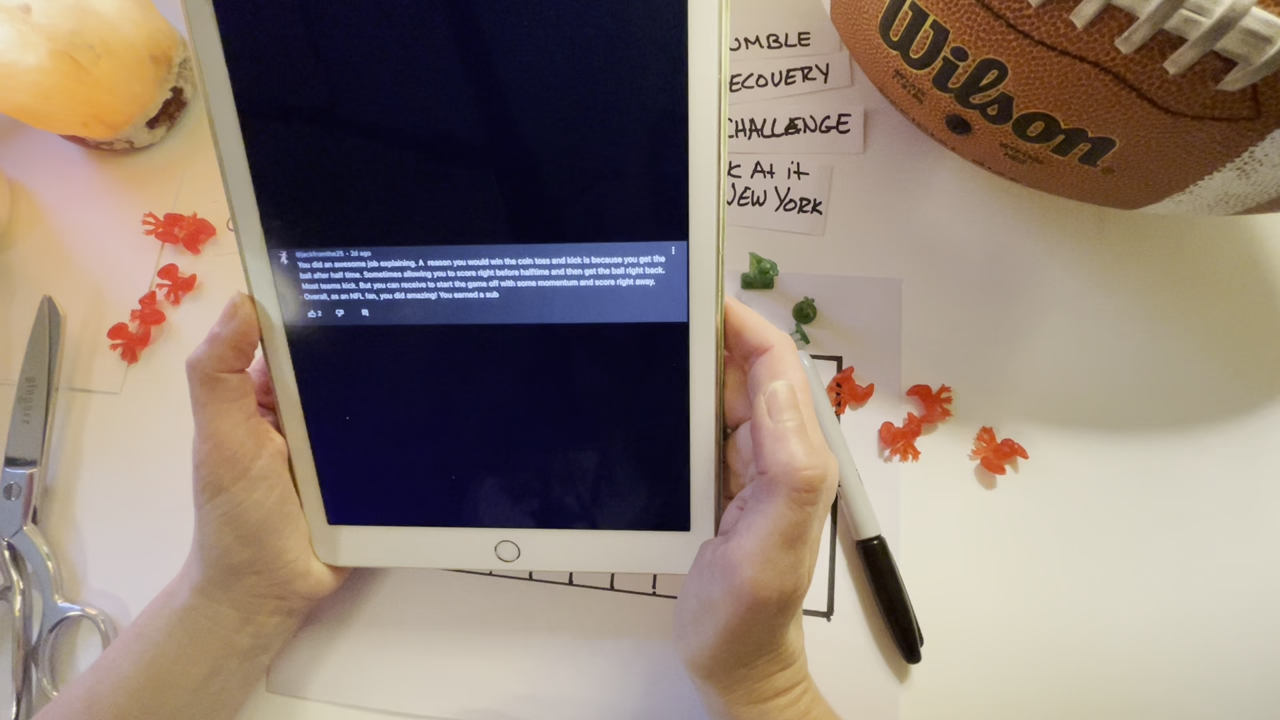 UMBLE
ECOVERY
CHALLENGE
K At it
NEW YORK
Wilson
@jackfromthe25 • 2d ago
You did an awesome job explaining. A reason you would win the coin toss and kick is because you get the
ball after half time. Sometimes allowing you to score right before halftime and then get the ball right back.
Most teams kick. But you can receive to start the game off with some momentum and score right away.
- Overall, as an NFL fan, you did amazing! You earned a sub
2